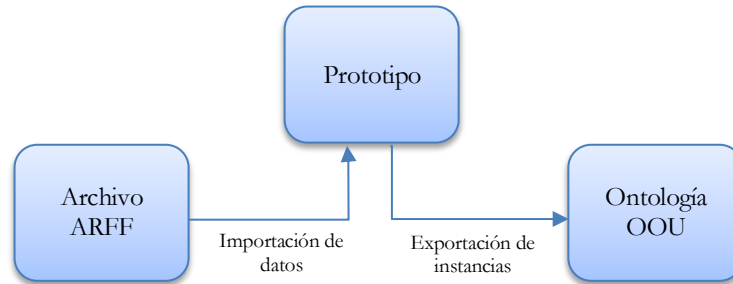 Prototipo
Archivo
ARFF
Importación de
datos
Exportación de
instancias
Ontología
OOU